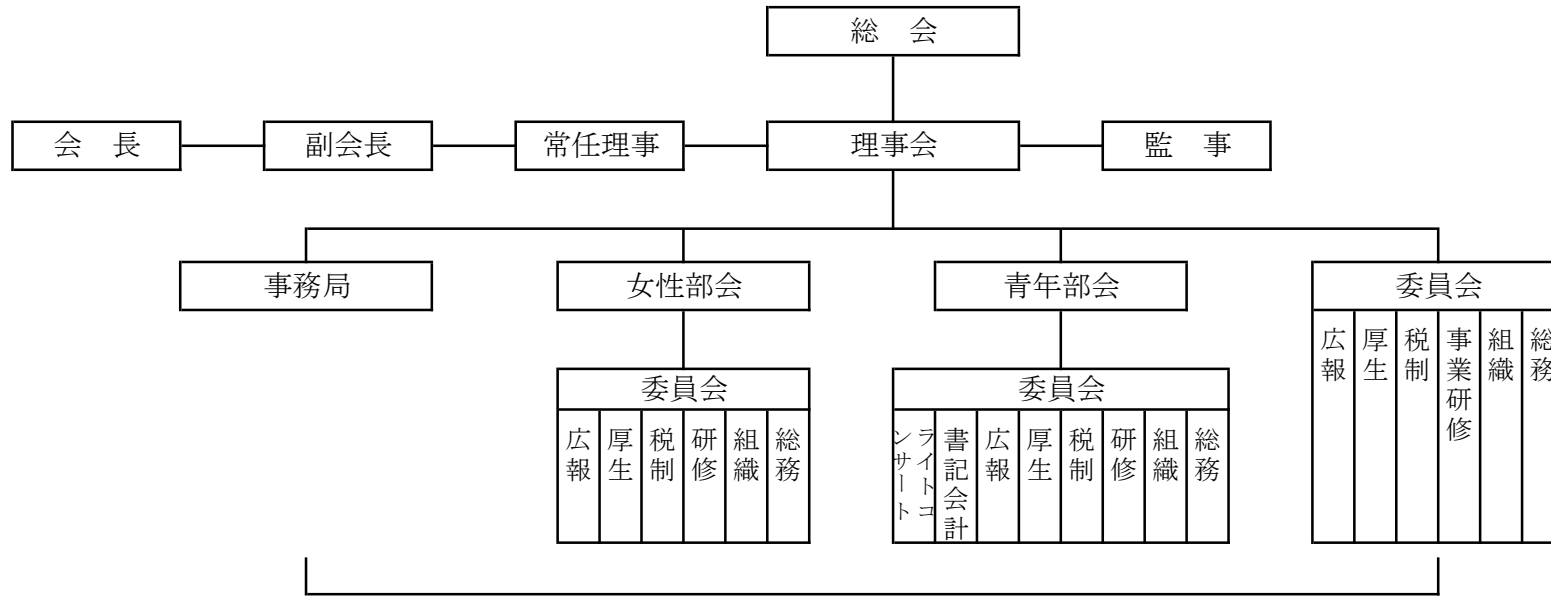 総 会
会 長
副会長
常任理事
理事会
監 事
事務局
女性部会
青年部会
委員会
広報
厚生
税制
事業研修
組織
総務
委員会
広報
厚生
税制
研修
組織
総務
委員会
ライトコンサート
書記会計
広報
厚生
税制
研修
組織
総務